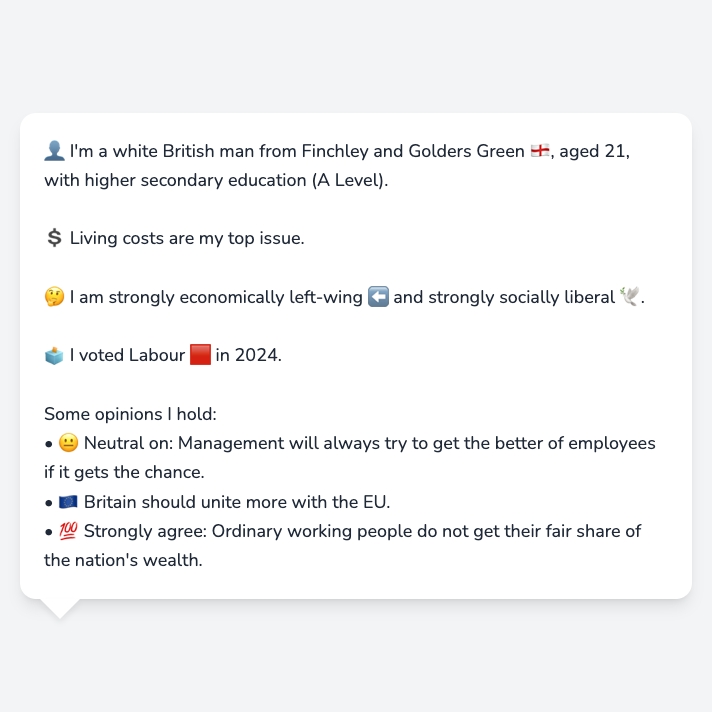 👤 I'm a white British man from Finchley and Golders Green 🏴󠁧󠁢󠁥󠁮󠁧󠁿, aged 21,
with higher secondary education (A Level).
💲 Living costs are my top issue.
🤔 I am strongly economically left-wing ⬅️ and strongly socially liberal 🕊️.
🗳️ I voted Labour 🟥 in 2024.
Some opinions I hold:
• 😐 Neutral on: Management will always try to get the better of employees
if it gets the chance.
• 🇪🇺 Britain should unite more with the EU.
• 💯 Strongly agree: Ordinary working people do not get their fair share of
the nation's wealth.